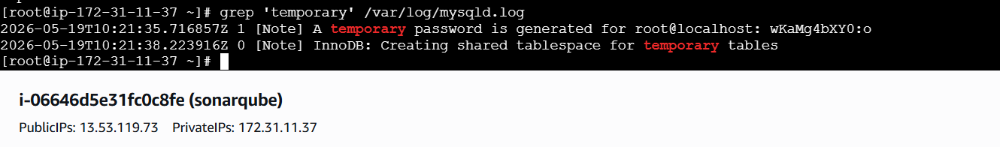 [root@ip-172-31-11-37 ~]# grep 'temporary' /var/log/mysqld.log
2026-05-19T10:21:35.716857Z 1 [Note] A temporary password is generated for root@localhost: wKaMg4bXY0:o
2026-05-19T10:21:38.223916Z 0 [Note] InnoDB: Creating shared tablespace for temporary tables
[root@ip-172-31-11-37 ~]#
i-06646d5e31fc0c8fe (sonarqube)
PublicIPs: 13.53.119.73 PrivateIPs: 172.31.11.37